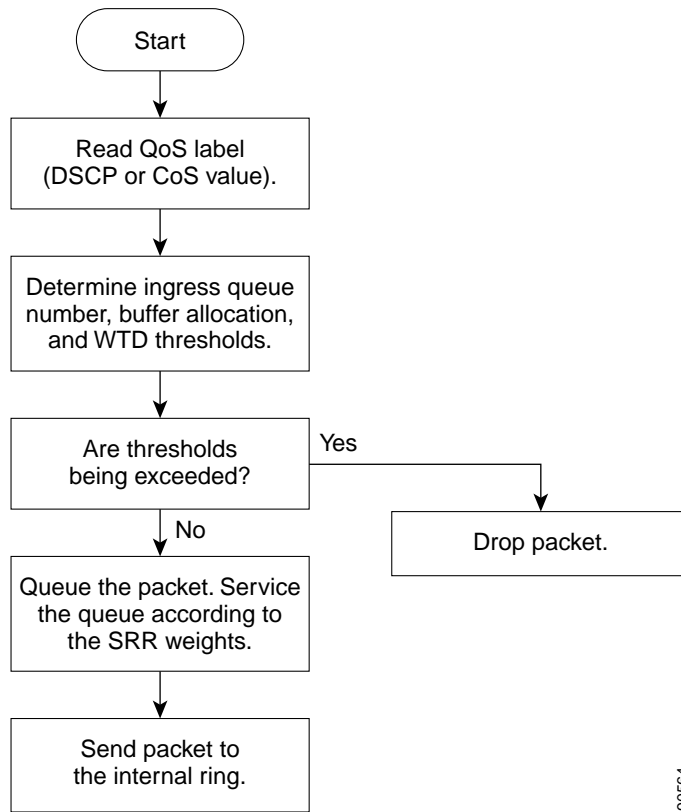 Start
Read QoS label
(DSCP or CoS value).
Determine ingress queue
number, buffer allocation,
and WTD thresholds.
Are thresholds
being exceeded?
Yes
No
Drop packet.
Queue the packet. Service
the queue according to
the SRR weights.
Send packet to
the internal ring.